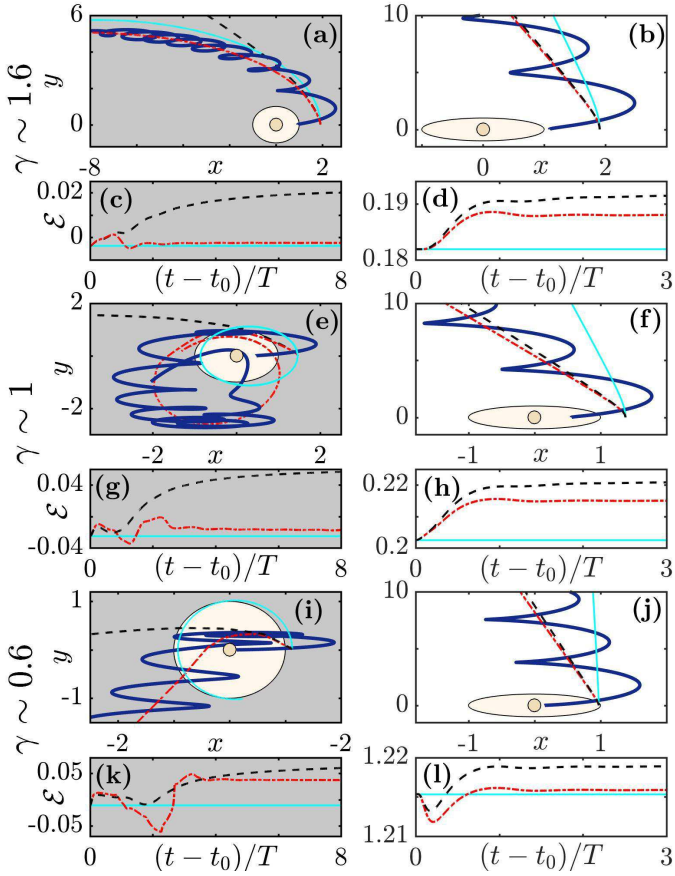 γ ~ 1.6
6
y
0
(a)
-8
x
2
10
0
(b)
0
x
2
0.02
ℰ
0
(c)
0
(t − t₀)/T
8
0.19
0.18
(d)
0
(t − t₀)/T
3
γ ~ 1
2
y
-2
(e)
-2
x
2
10
0
(f)
-1
x
1
0.04
ℰ
-0.04
(g)
0
(t − t₀)/T
8
0.22
0.2
(h)
0
(t − t₀)/T
3
γ ~ 0.6
1
y
-1
(i)
-2
x
-2
10
0
(j)
-1
x
1
0.05
ℰ
-0.05
(k)
0
(t − t₀)/T
8
1.22
1.21
(l)
0
(t − t₀)/T
3